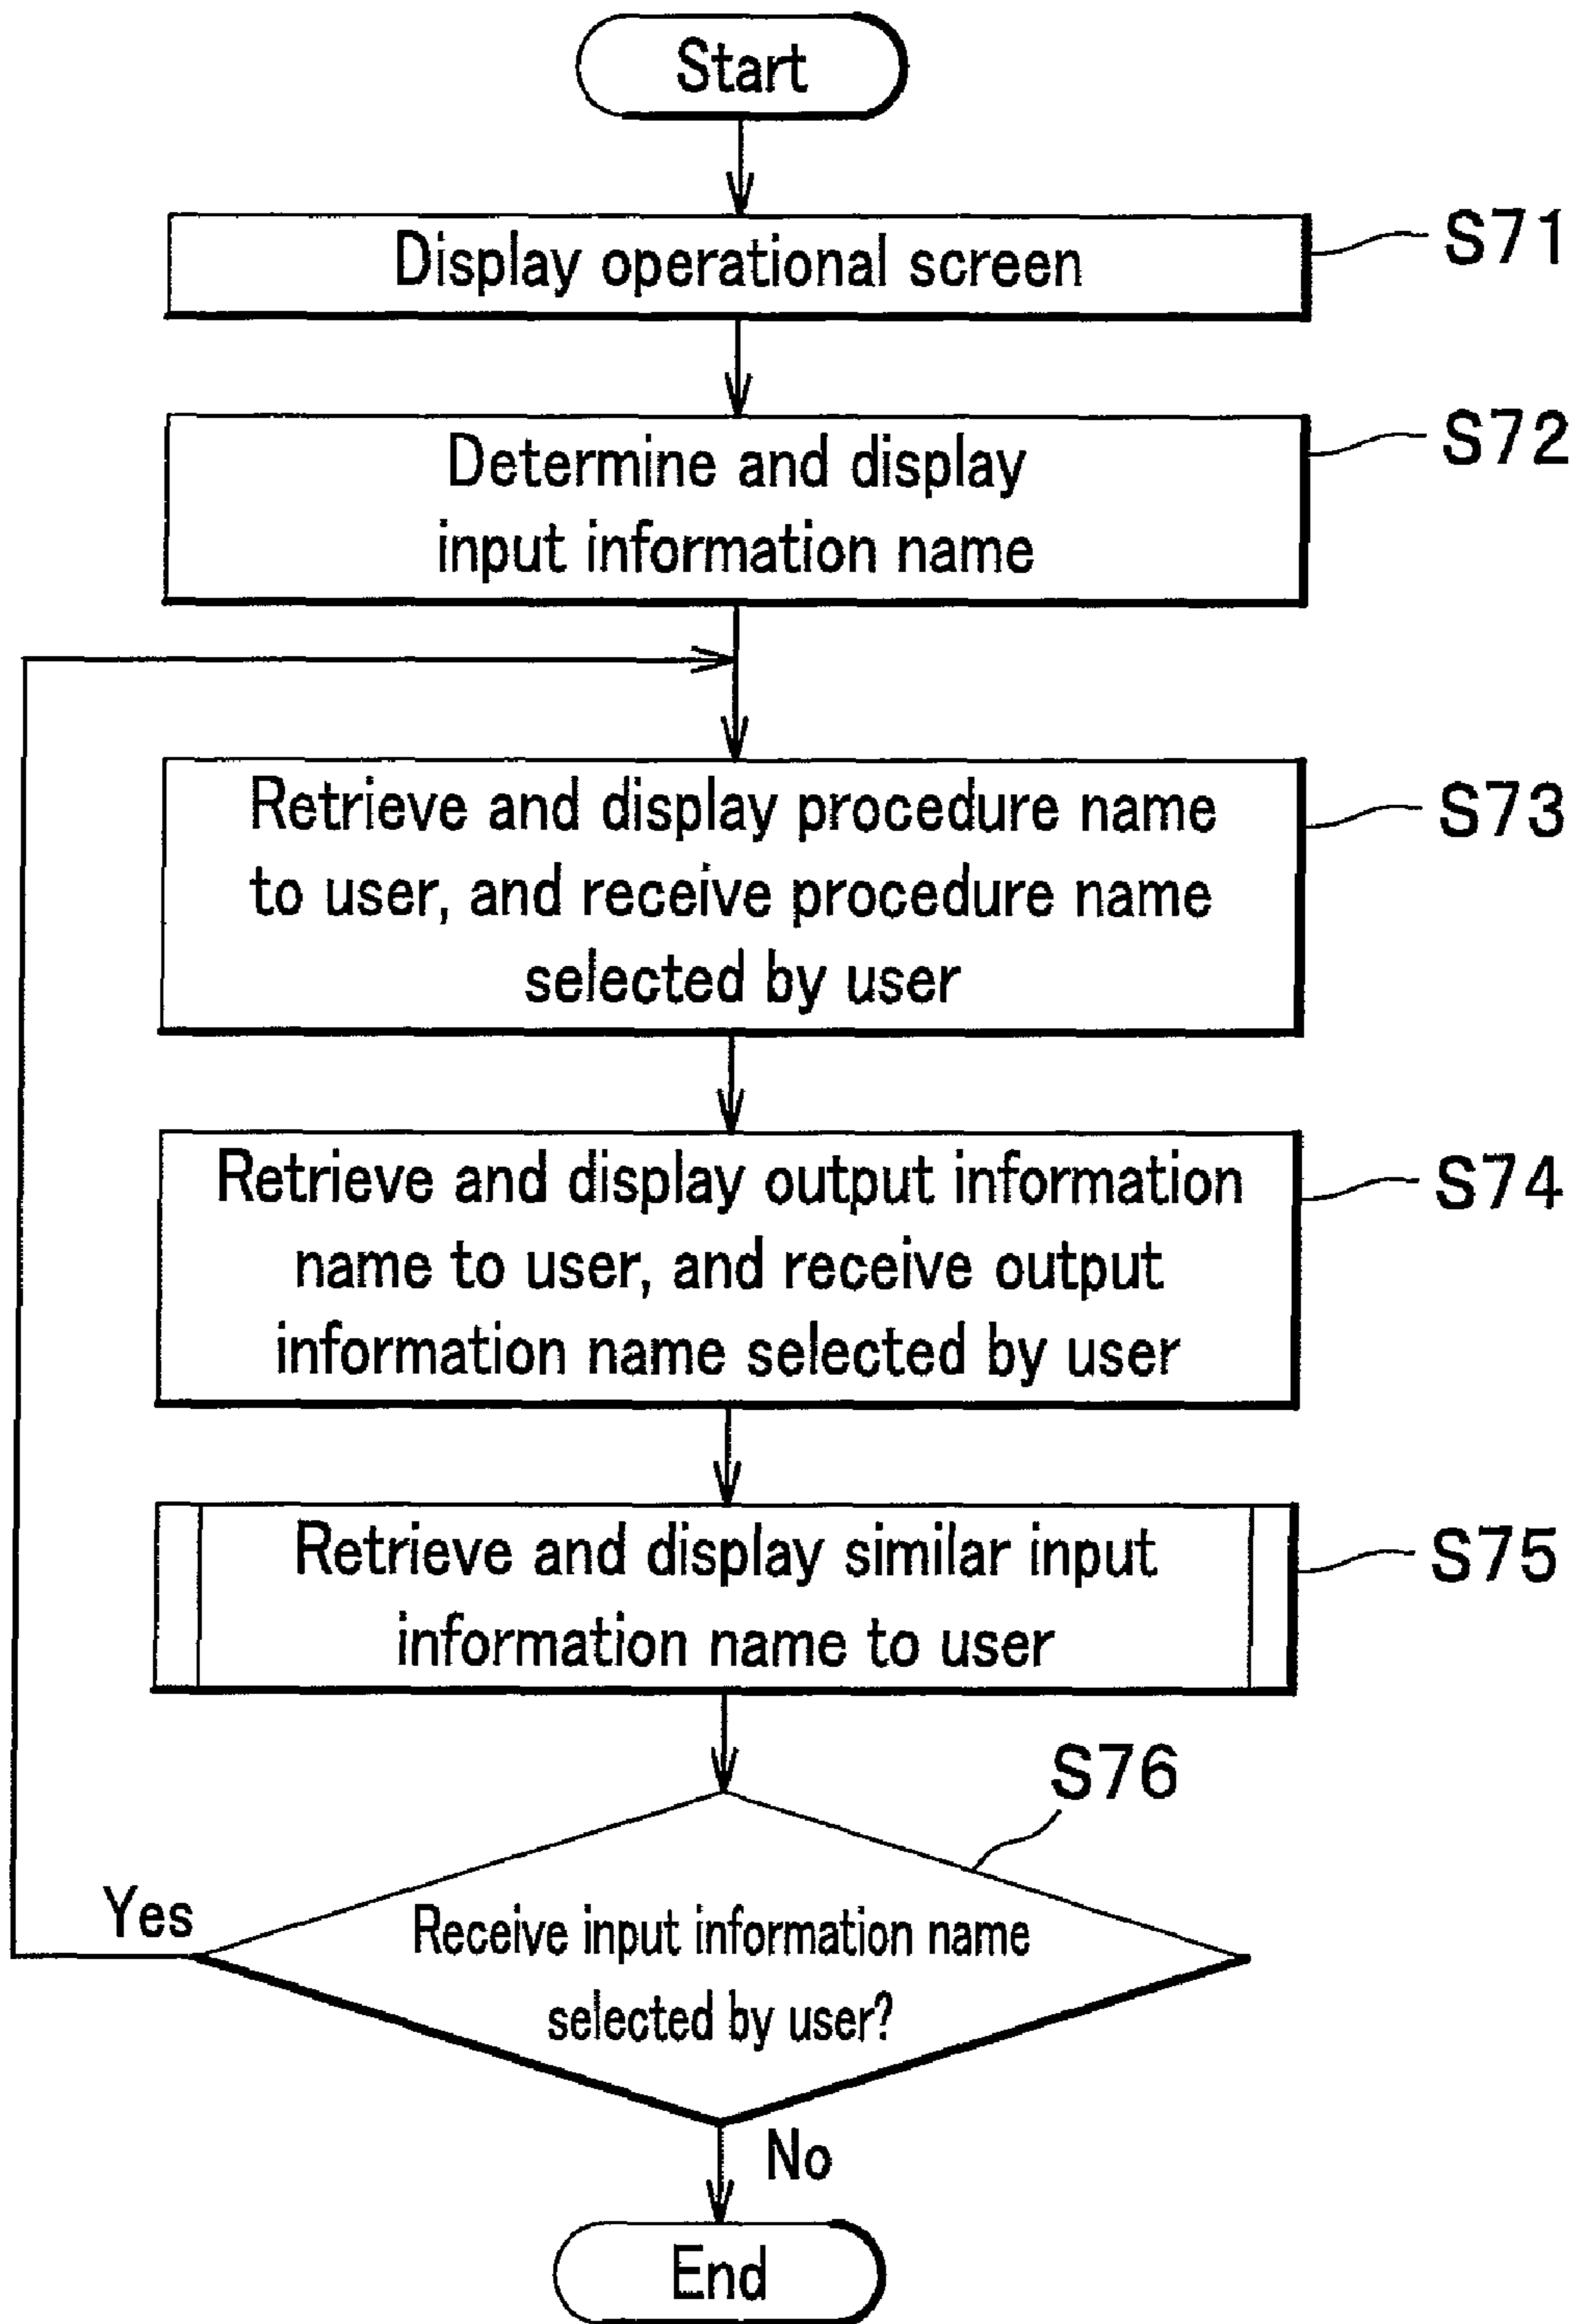 Start
Display operational screen
S71
Determine and display
input information name
S72
Retrieve and display procedure name
to user, and receive procedure name
selected by user
S73
Retrieve and display output information
name to user, and receive output
information name selected by user
S74
Retrieve and display similar input
information name to user
S75
S76
Receive input information name
selected by user?
Yes
No
End